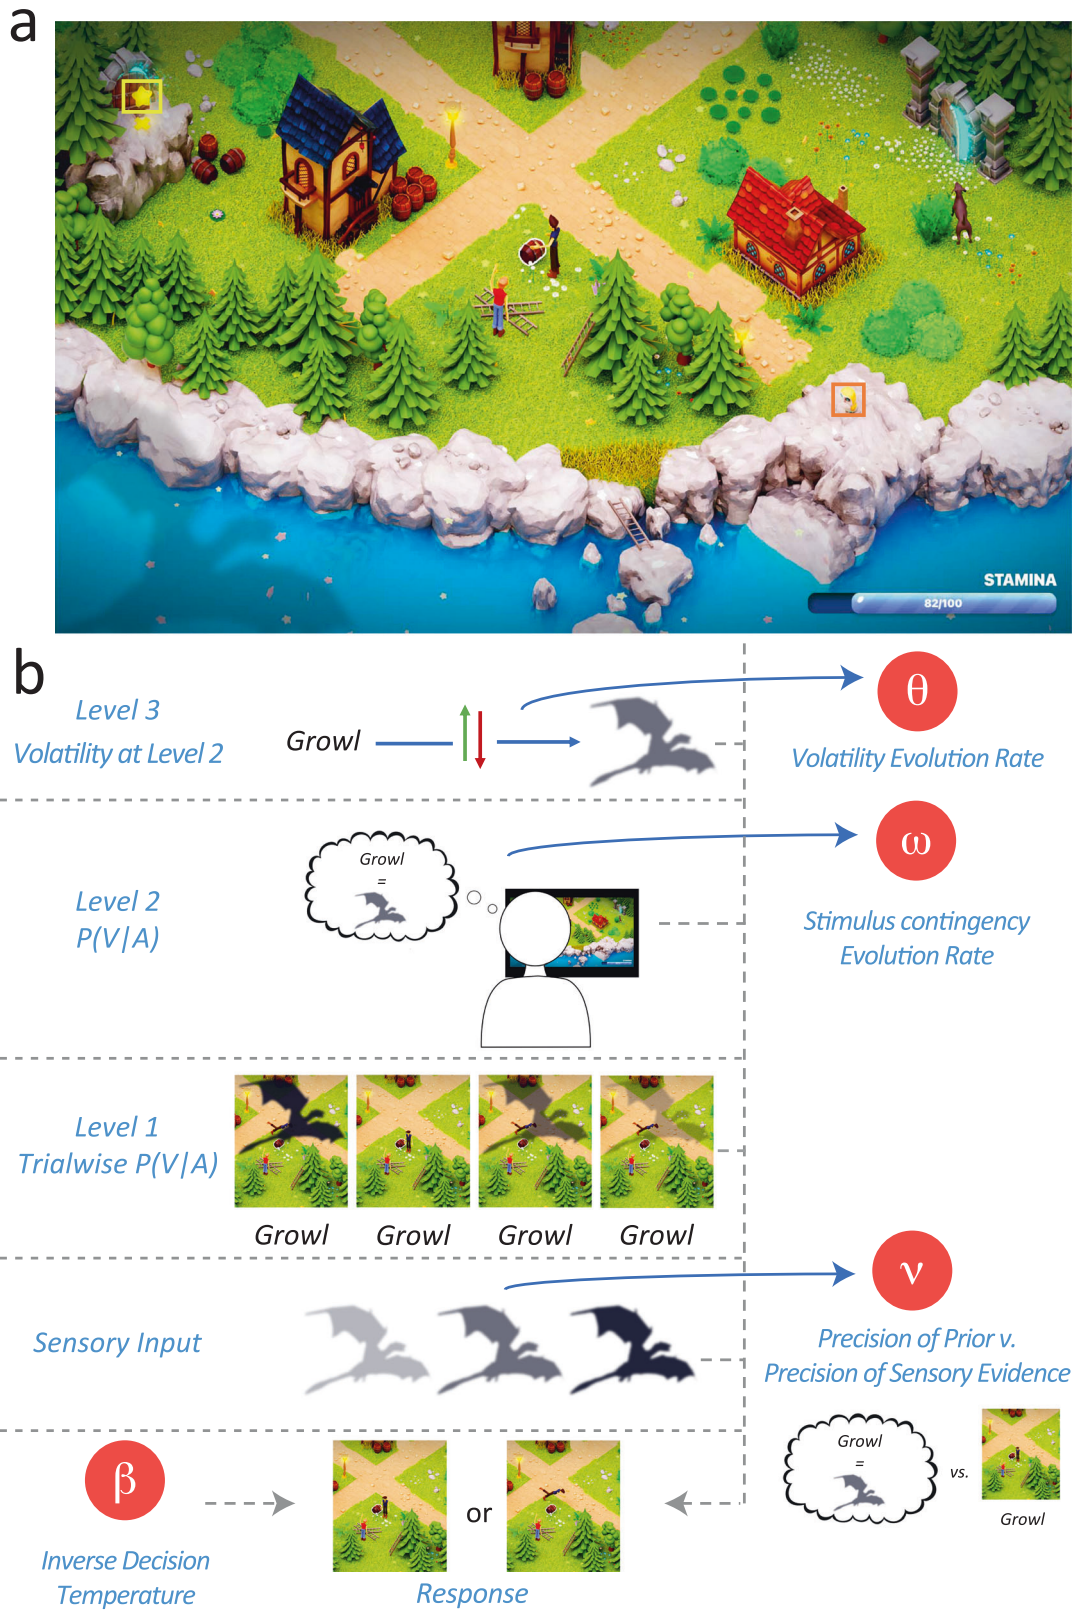 a
STAMINA
82/100
b
Level 3
Volatility at Level 2
Growl
θ
Volatility Evolution Rate
Growl
=
ω
Level 2
P(V|A)
Stimulus contingency
Evolution Rate
Level 1
Trialwise P(V|A)
Growl Growl Growl Growl
Sensory Input
ν
Precision of Prior v.
Precision of Sensory Evidence
Growl
=
vs.
Growl
β
or
Inverse Decision
Temperature
Response